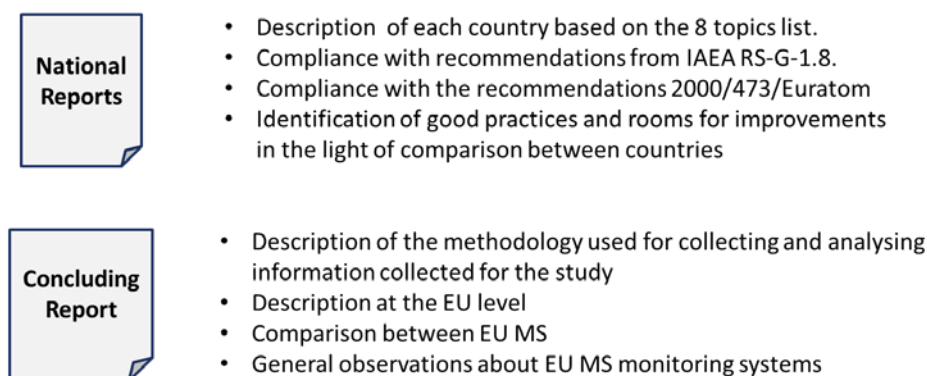 National
Reports
• Description of each country based on the 8 topics list.
• Compliance with recommendations from IAEA RS-G-1.8.
• Compliance with the recommendations 2000/473/Euratom
• Identification of good practices and rooms for improvements
in the light of comparison between countries
Concluding
Report
• Description of the methodology used for collecting and analysing
information collected for the study
• Description at the EU level
• Comparison between EU MS
• General observations about EU MS monitoring systems